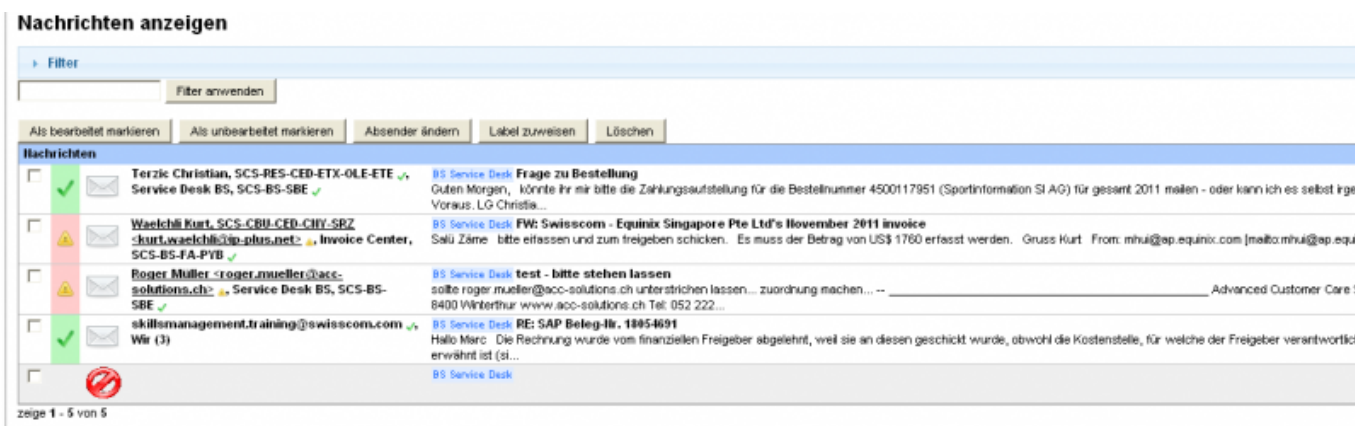 Nachrichten anzeigen
Filter
Filter anwenden
Als bearbeitet markieren Als unbearbeitet markieren Absender ändern Label zuweisen Löschen
Nachrichten
Terzic Christian, SCS-RES-CED-ETX-OLE-ETE ,
Service Desk BS, SCS-BS-SBE
BS Service Desk Frage zu Bestellung
Guten Morgen, könnte ihr mir bitte die Zahlungsaufstellung für die Bestellnummer 4500117951 (Sportinformation SI AG) für gesamt 2011 mailen - oder kann ich es selbst irge
Voraus. LG Christia...
Waelchli Kurt, SCS-CBU-CED-CHY-SRZ
<kurt.waelchli@ip-plus.net> , Invoice Center,
SCS-BS-FA-PYB
BS Service Desk FW: Swisscom - Equinix Singapore Pte Ltd's November 2011 invoice
Salü Zäme bitte erfassen und zum freigeben schicken. Es muss der Betrag von US$ 1760 erfasst werden. Gruss Kurt From: mhui@ap.equinix.com [mailto:mhui@ap.equi
Roger Müller <roger.mueller@acc-
solutions.ch> , Service Desk BS, SCS-BS-
SBE
BS Service Desk test - bitte stehen lassen
sollte roger.mueller@acc-solutions.ch unterstrichen lassen... zuordnung machen... -- Advanced Customer Care
8400 Winterthur www.acc-solutions.ch Tel: 052 222...
skillsmanagement.training@swisscom.com ,
Wir (3)
BS Service Desk RE: SAP Beleg-Nr. 18054691
Hallo Marc Die Rechnung wurde vom finanziellen Freigeber abgelehnt, weil sie an diesen geschickt wurde, obwohl die Kostenstelle, für welche der Freigeber verantwortlic
erwähnt ist (si...
BS Service Desk
zeige 1 - 5 von 5